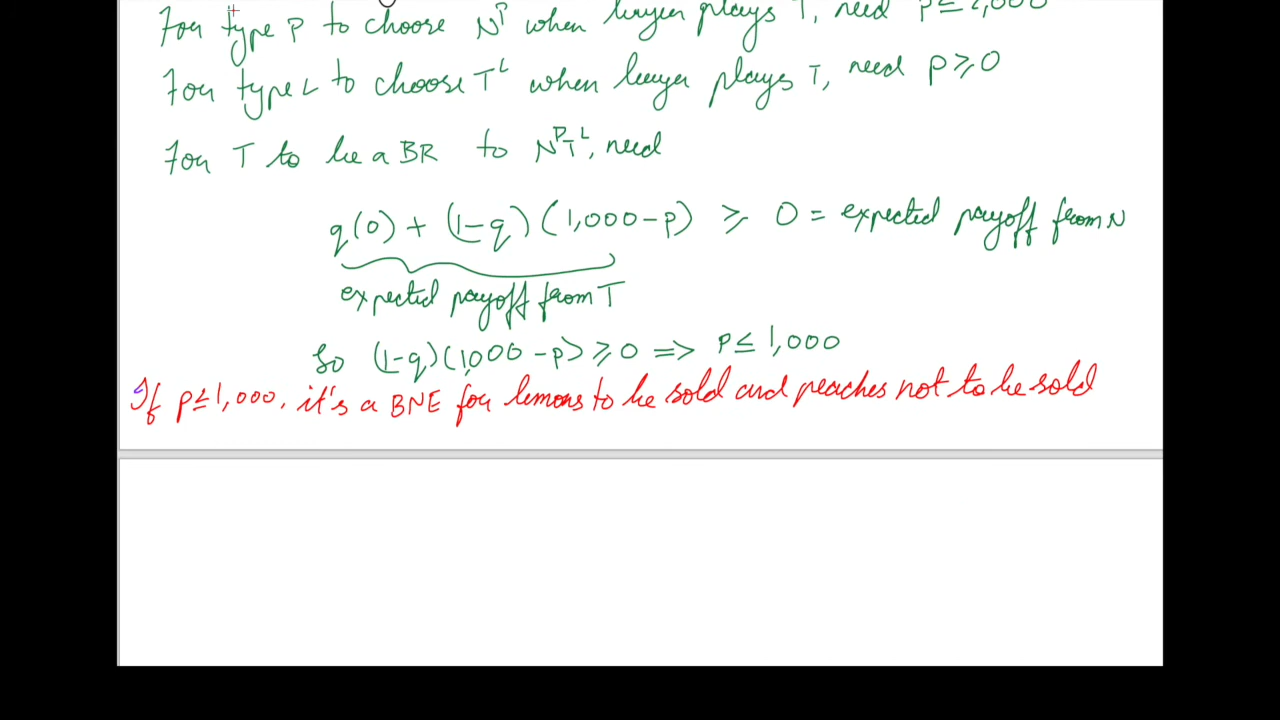 For type P to choose N^P when buyer plays T, need P ≤ 2,000
For type L to choose T^L when buyer plays T, need P ≥ 0
For T to be a BR to N^P T^L, need
q(0) + (1-q)(1,000-p) ≥ 0 = expected payoff from N
expected payoff from T
So (1-q)(1,000-p) ≥ 0 => P ≤ 1,000
If p ≤ 1,000, it's a BNE for lemons to be sold and peaches not to be sold